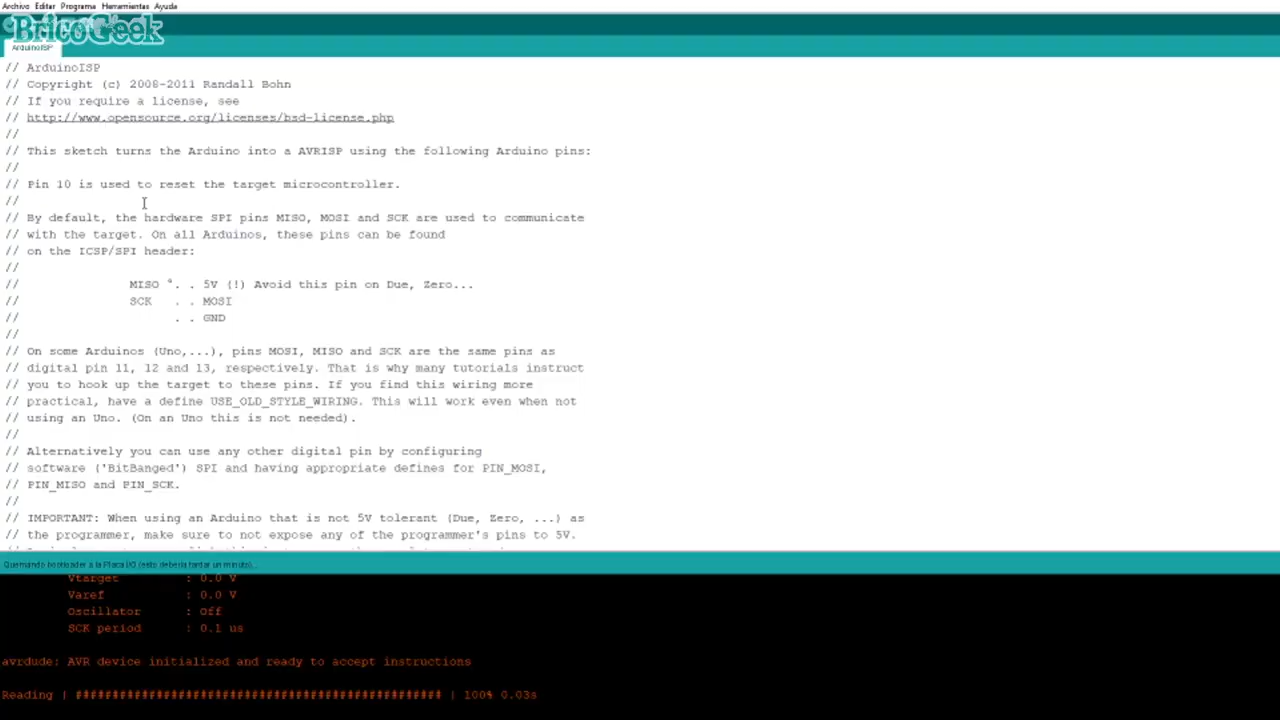 Archivo Editar Programa Herramientas Ayuda
BricoGeek
ArduinoISP
// ArduinoISP
// Copyright (c) 2008-2011 Randall Bohn
// If you require a license, see
// http://www.opensource.org/licenses/bsd-license.php
//
// This sketch turns the Arduino into a AVRISP using the following Arduino pins:
//
// Pin 10 is used to reset the target microcontroller.
//
// By default, the hardware SPI pins MISO, MOSI and SCK are used to communicate
// with the target. On all Arduinos, these pins can be found
// on the ICSP/SPI header:
//
// MISO °. . 5V (!) Avoid this pin on Due, Zero...
// SCK . . MOSI
// . . GND
//
// On some Arduinos (Uno,...), pins MOSI, MISO and SCK are the same pins as
// digital pin 11, 12 and 13, respectively. That is why many tutorials instruct
// you to hook up the target to these pins. If you find this wiring more
// practical, have a define USE_OLD_STYLE_WIRING. This will work even when not
// using an Uno. (On an Uno this is not needed).
//
// Alternatively you can use any other digital pin by configuring
// software ('BitBanged') SPI and having appropriate defines for PIN_MOSI,
// PIN_MISO and PIN_SCK.
//
// IMPORTANT: When using an Arduino that is not 5V tolerant (Due, Zero, ...) as
// the programmer, make sure to not expose any of the programmer's pins to 5V.
Quemando bootloader a la Placa I/O (esto debería tardar un minuto)...
Vtarget : 0.0 V
Varef : 0.0 V
Oscillator : Off
SCK period : 0.1 us
avrdude: AVR device initialized and ready to accept instructions
Reading | ################################################## | 100% 0.03s